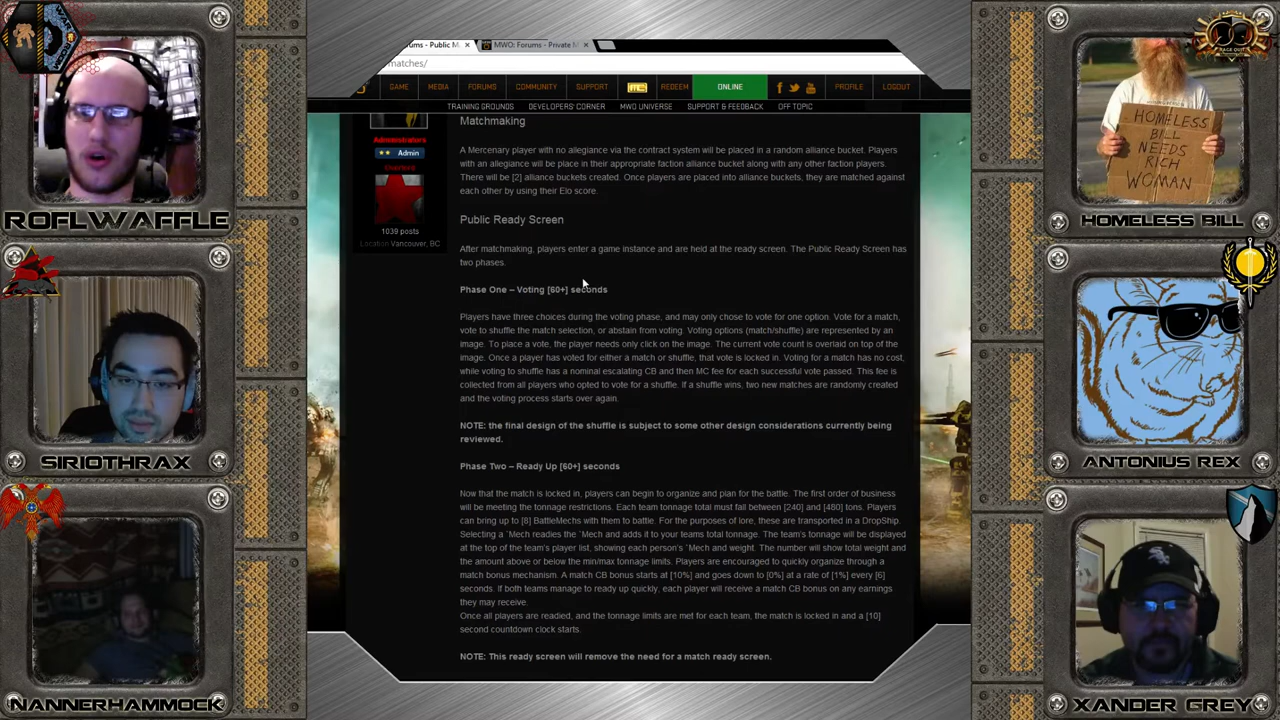 forums - Public M
MWO: Forums - Private M
matches/
GAME
MEDIA
FORUMS
COMMUNITY
SUPPORT
REDEEM
ONLINE
PROFILE
LOGOUT
TRAINING GROUNDS
DEVELOPERS' CORNER
MWO UNIVERSE
SUPPORT & FEEDBACK
OFF TOPIC
Administrators
Admin
Overlord
1039 posts
Location Vancouver, BC
Matchmaking
A Mercenary player with no allegiance via the contract system will be placed in a random alliance bucket. Players
with an allegiance will be place in their appropriate faction alliance bucket along with any other faction players.
There will be [2] alliance buckets created. Once players are placed into alliance buckets, they are matched against
each other by using their Elo score.
Public Ready Screen
After matchmaking, players enter a game instance and are held at the ready screen. The Public Ready Screen has
two phases.
Phase One – Voting [60+] seconds
Players have three choices during the voting phase, and may only chose to vote for one option. Vote for a match,
vote to shuffle the match selection, or abstain from voting. Voting options (match/shuffle) are represented by an
image. To place a vote, the player needs only click on the image. The current vote count is overlaid on top of the
image. Once a player has voted for either a match or shuffle, that vote is locked in. Voting for a match has no cost,
while voting to shuffle has a nominal escalating CB and then MC fee for each successful vote passed. This fee is
collected from all players who opted to vote for a shuffle. If a shuffle wins, two new matches are randomly created
and the voting process starts over again.
NOTE: the final design of the shuffle is subject to some other design considerations currently being
reviewed.
Phase Two – Ready Up [60+] seconds
Now that the match is locked in, players can begin to organize and plan for the battle. The first order of business
will be meeting the tonnage restrictions. Each team tonnage total must fall between [240] and [480] tons. Players
can bring up to [8] BattleMechs with them to battle. For the purposes of lore, these are transported in a DropShip.
Selecting a `Mech readies the `Mech and adds it to your teams total tonnage. The team's tonnage will be displayed
at the top of the team's player list, showing each person's `Mech and weight. The number will show total weight and
the amount above or below the min/max tonnage limits. Players are encouraged to quickly organize through a
match bonus mechanism. A match CB bonus starts at [10%] and goes down to [0%] at a rate of [1%] every [6]
seconds. If both teams manage to ready up quickly, each player will receive a match CB bonus on any earnings
they may receive.
Once all players are readied, and the tonnage limits are met for each team, the match is locked in and a [10]
second countdown clock starts.
NOTE: This ready screen will remove the need for a match ready screen.
ROFLWAFFLE
SIRIOTHRAX
NANNERHAMMOCK
RAGE QUIT
HOMELESS
BILL
NEEDS
RICH
WOMAN
HOMELESS BILL
ANTONIUS REX
XANDER GREY